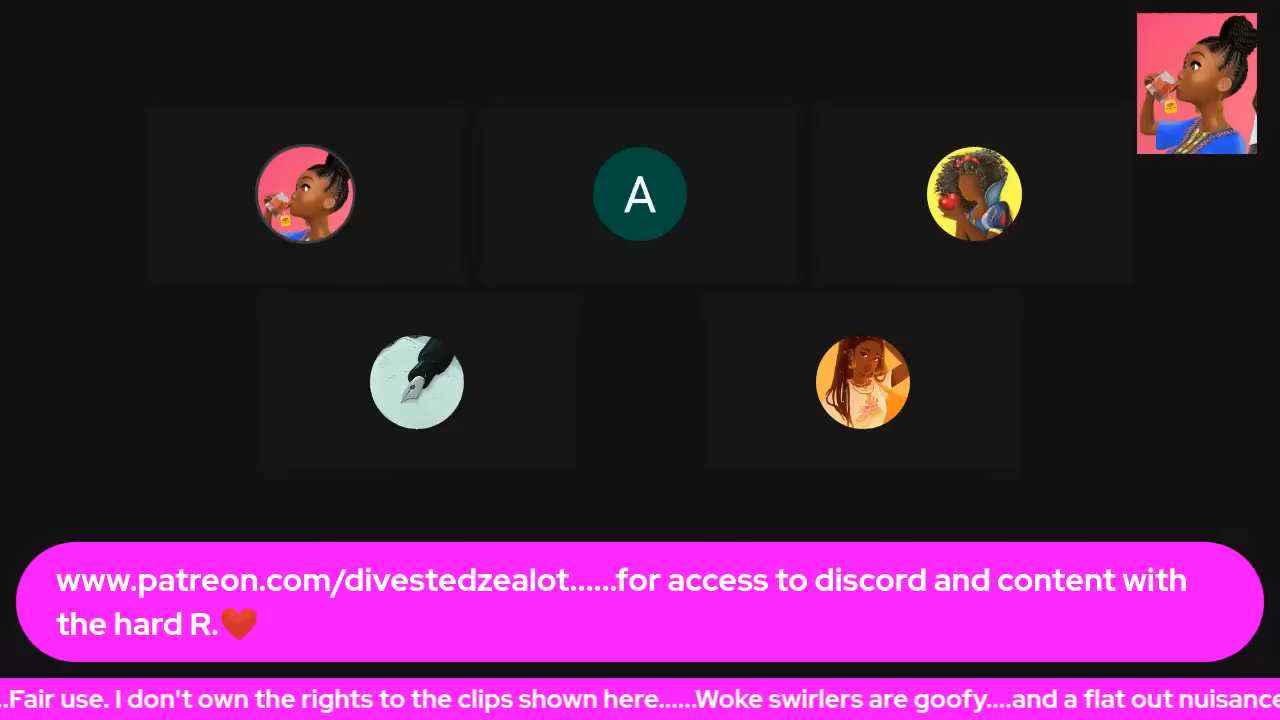 A
www.patreon.com/divestedzealot......for access to discord and content with
the hard R.❤️
..Fair use. I don't own the rights to the clips shown here......Woke swirlers are goofy....and a flat out nuisance